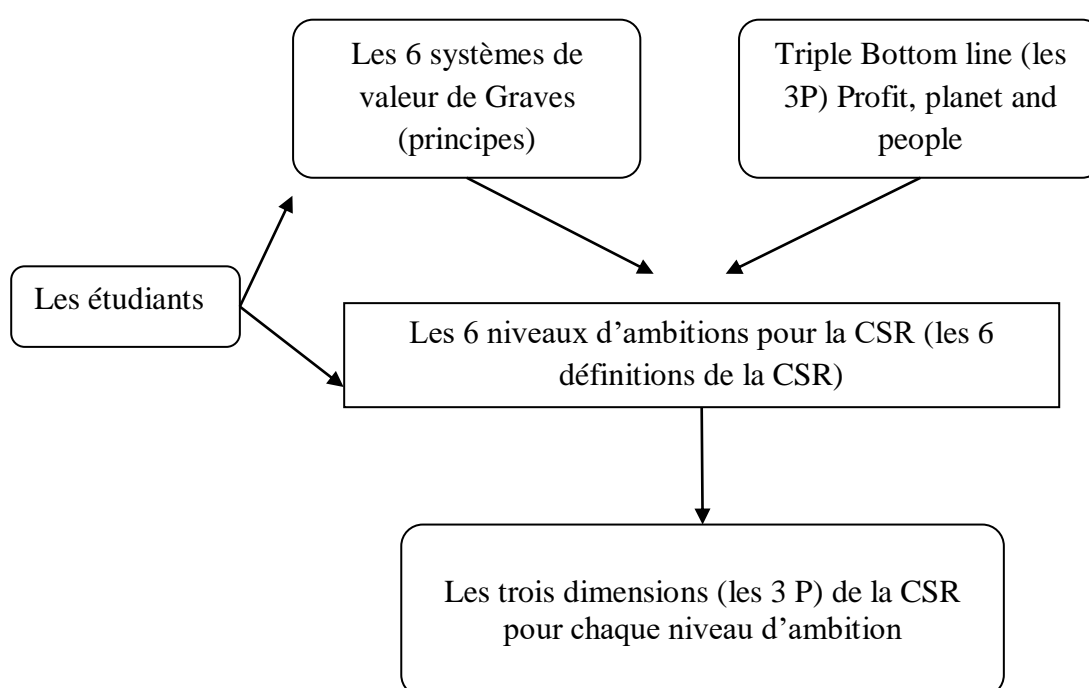 Les 6 systèmes de
valeur de Graves
(principes)
Triple Bottom line (les
3P) Profit, planet and
people
Les étudiants
Les 6 niveaux d’ambitions pour la CSR (les 6
définitions de la CSR)
Les trois dimensions (les 3 P) de la CSR
pour chaque niveau d’ambition